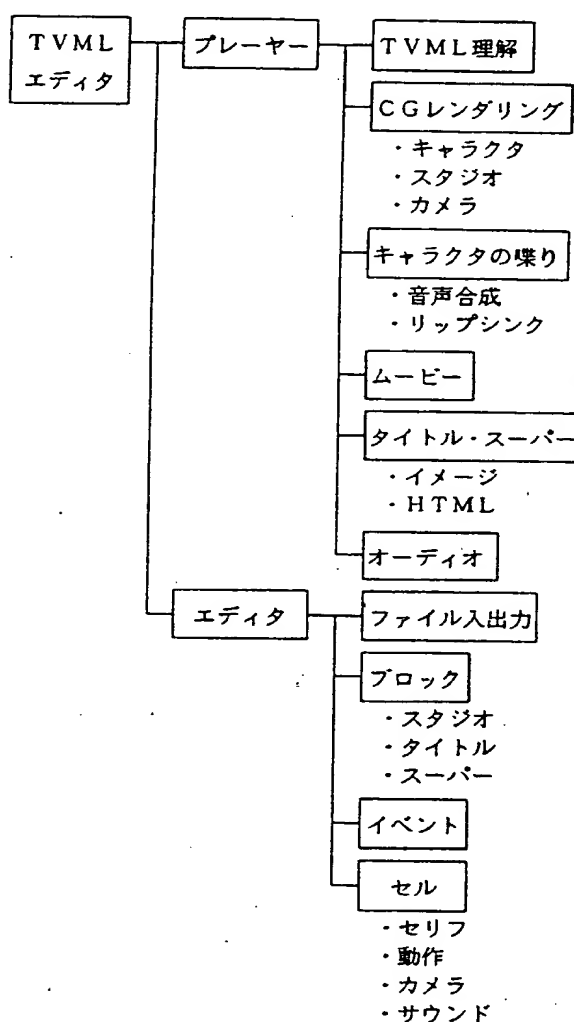 TVML
エディタ
プレーヤー
TVML理解
CGレンダリング
・キャラクタ
・スタジオ
・カメラ
キャラクタの喋り
・音声合成
・リップシンク
ムービー
タイトル・スーパー
・イメージ
・HTML
オーディオ
エディタ
ファイル入出力
ブロック
・スタジオ
・タイトル
・スーパー
イベント
セル
・セリフ
・動作
・カメラ
・サウンド